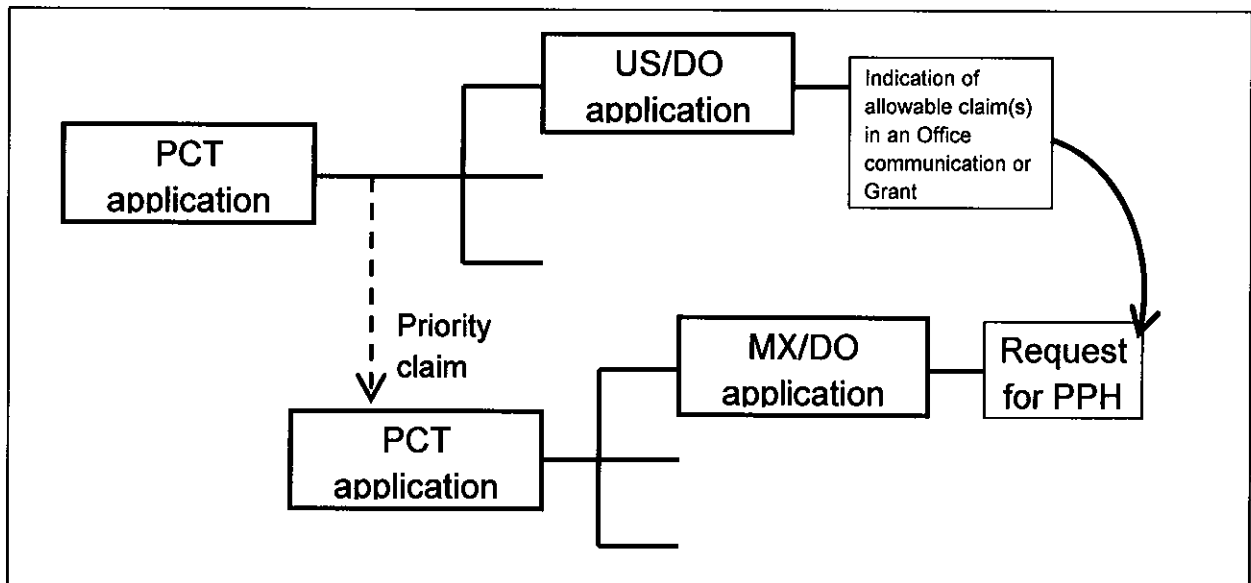 US/DO
application
Indication of
allowable claim(s)
in an Office
communication or
Grant
PCT
application
Priority
claim
MX/DO
application
Request
for PPH
PCT
application